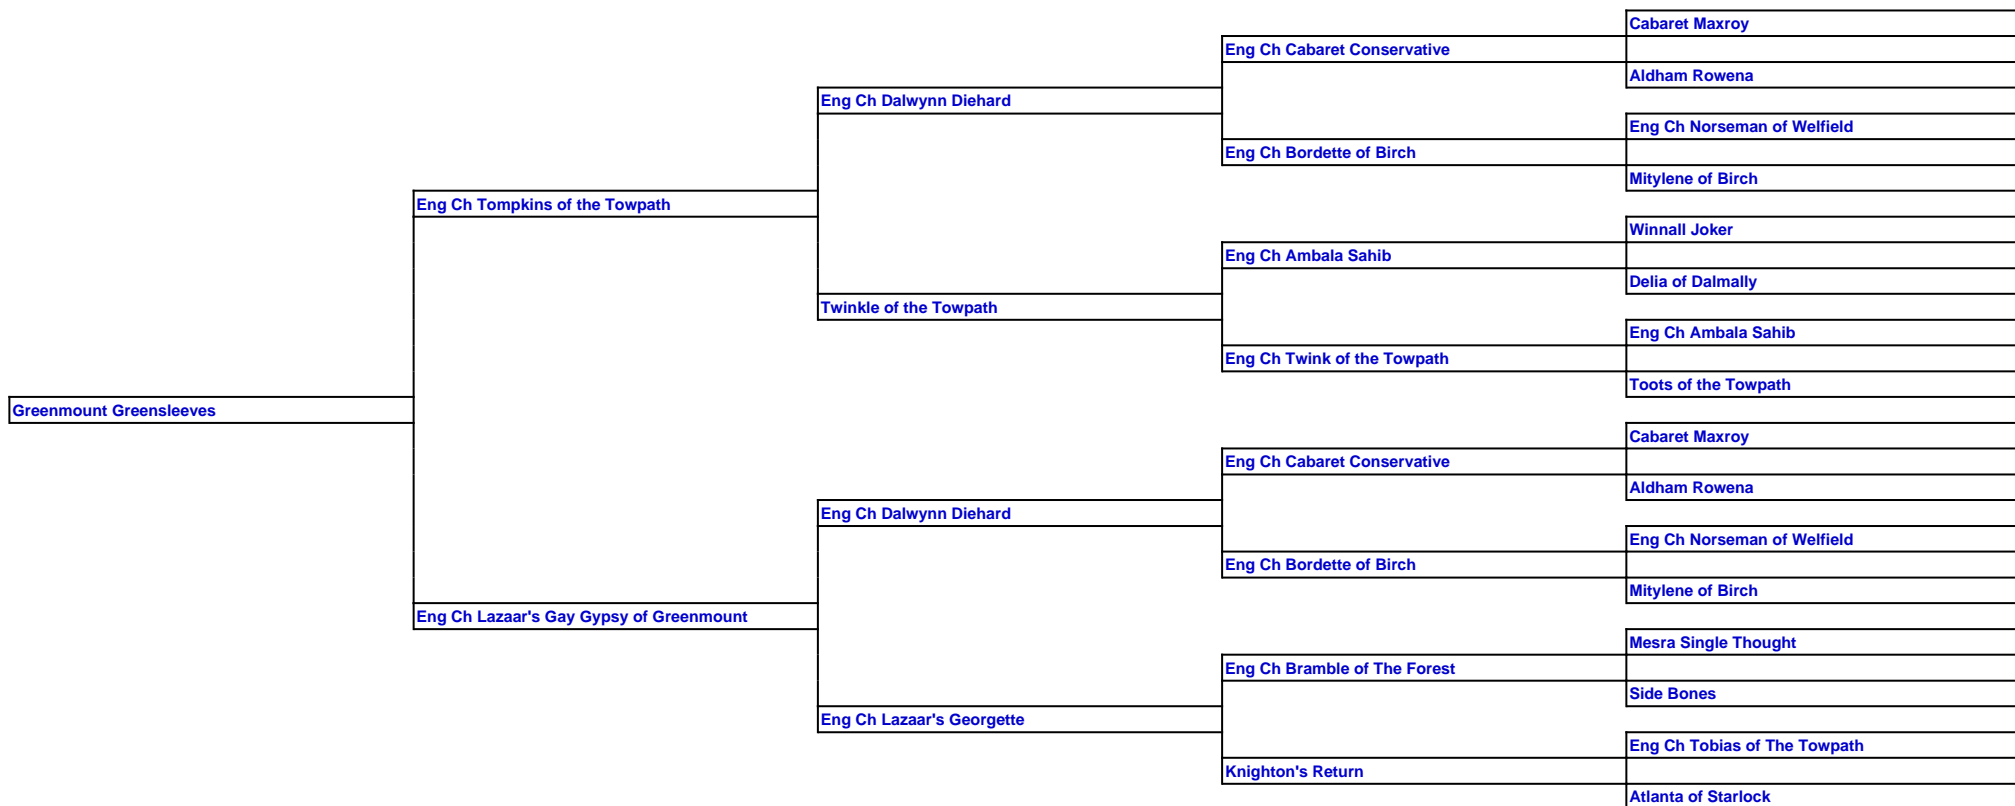 Cabaret Maxroy
Eng Ch Cabaret Conservative
Aldham Rowena
Eng Ch Dalwynn Diehard
Eng Ch Norseman of Welfield
Eng Ch Bordette of Birch
Mitylene of Birch
Eng Ch Tompkins of the Towpath
Winnall Joker
Eng Ch Ambala Sahib
Delia of Dalmally
Twinkle of the Towpath
Eng Ch Ambala Sahib
Eng Ch Twink of the Towpath
Toots of the Towpath
Greenmount Greensleeves
Cabaret Maxroy
Eng Ch Cabaret Conservative
Aldham Rowena
Eng Ch Dalwynn Diehard
Eng Ch Norseman of Welfield
Eng Ch Bordette of Birch
Mitylene of Birch
Eng Ch Lazaar's Gay Gypsy of Greenmount
Mesra Single Thought
Eng Ch Bramble of The Forest
Side Bones
Eng Ch Lazaar's Georgette
Eng Ch Tobias of The Towpath
Knighton's Return
Atlanta of Starlock